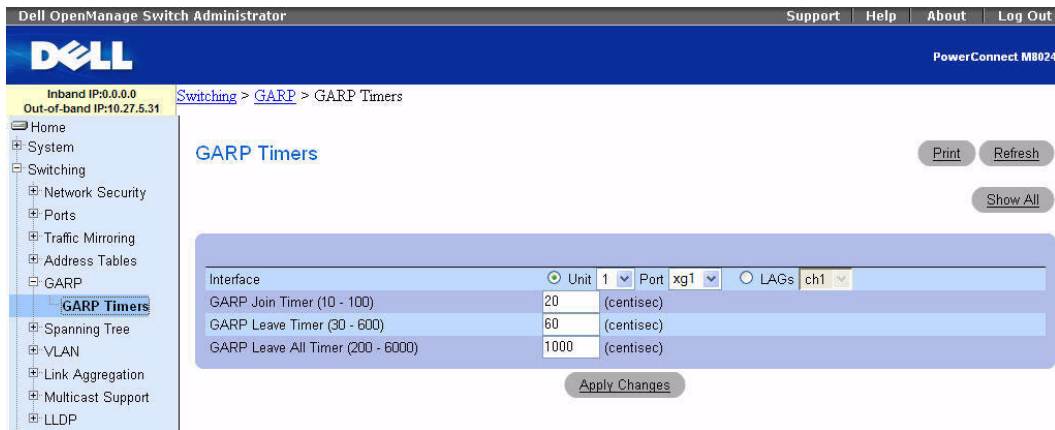 Dell OpenManage Switch Administrator
Support Help About Log Out
DELL
PowerConnect M8024
Inband IP:0.0.0.0
Out-of-band IP:10.27.5.31
Switching > GARP > GARP Timers
Home
System
Switching
Network Security
Ports
Traffic Mirroring
Address Tables
GARP
GARP Timers
Spanning Tree
VLAN
Link Aggregation
Multicast Support
LLDP
GARP Timers
Print Refresh
Show All
Interface Unit 1 Port xg1 LAGs ch1
GARP Join Timer (10 - 100) 20 (centisec)
GARP Leave Timer (30 - 600) 60 (centisec)
GARP Leave All Timer (200 - 6000) 1000 (centisec)
Apply Changes